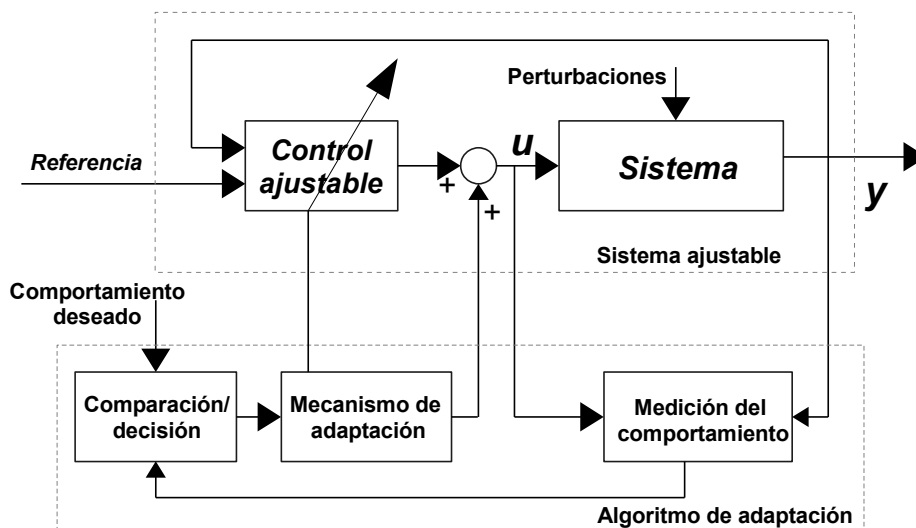 Perturbaciones
Referencia
Control
ajustable
+
+
u
Sistema
y
Sistema ajustable
Comportamiento
deseado
Comparación/
decisión
Mecanismo de
adaptación
Medición del
comportamiento
Algoritmo de adaptación